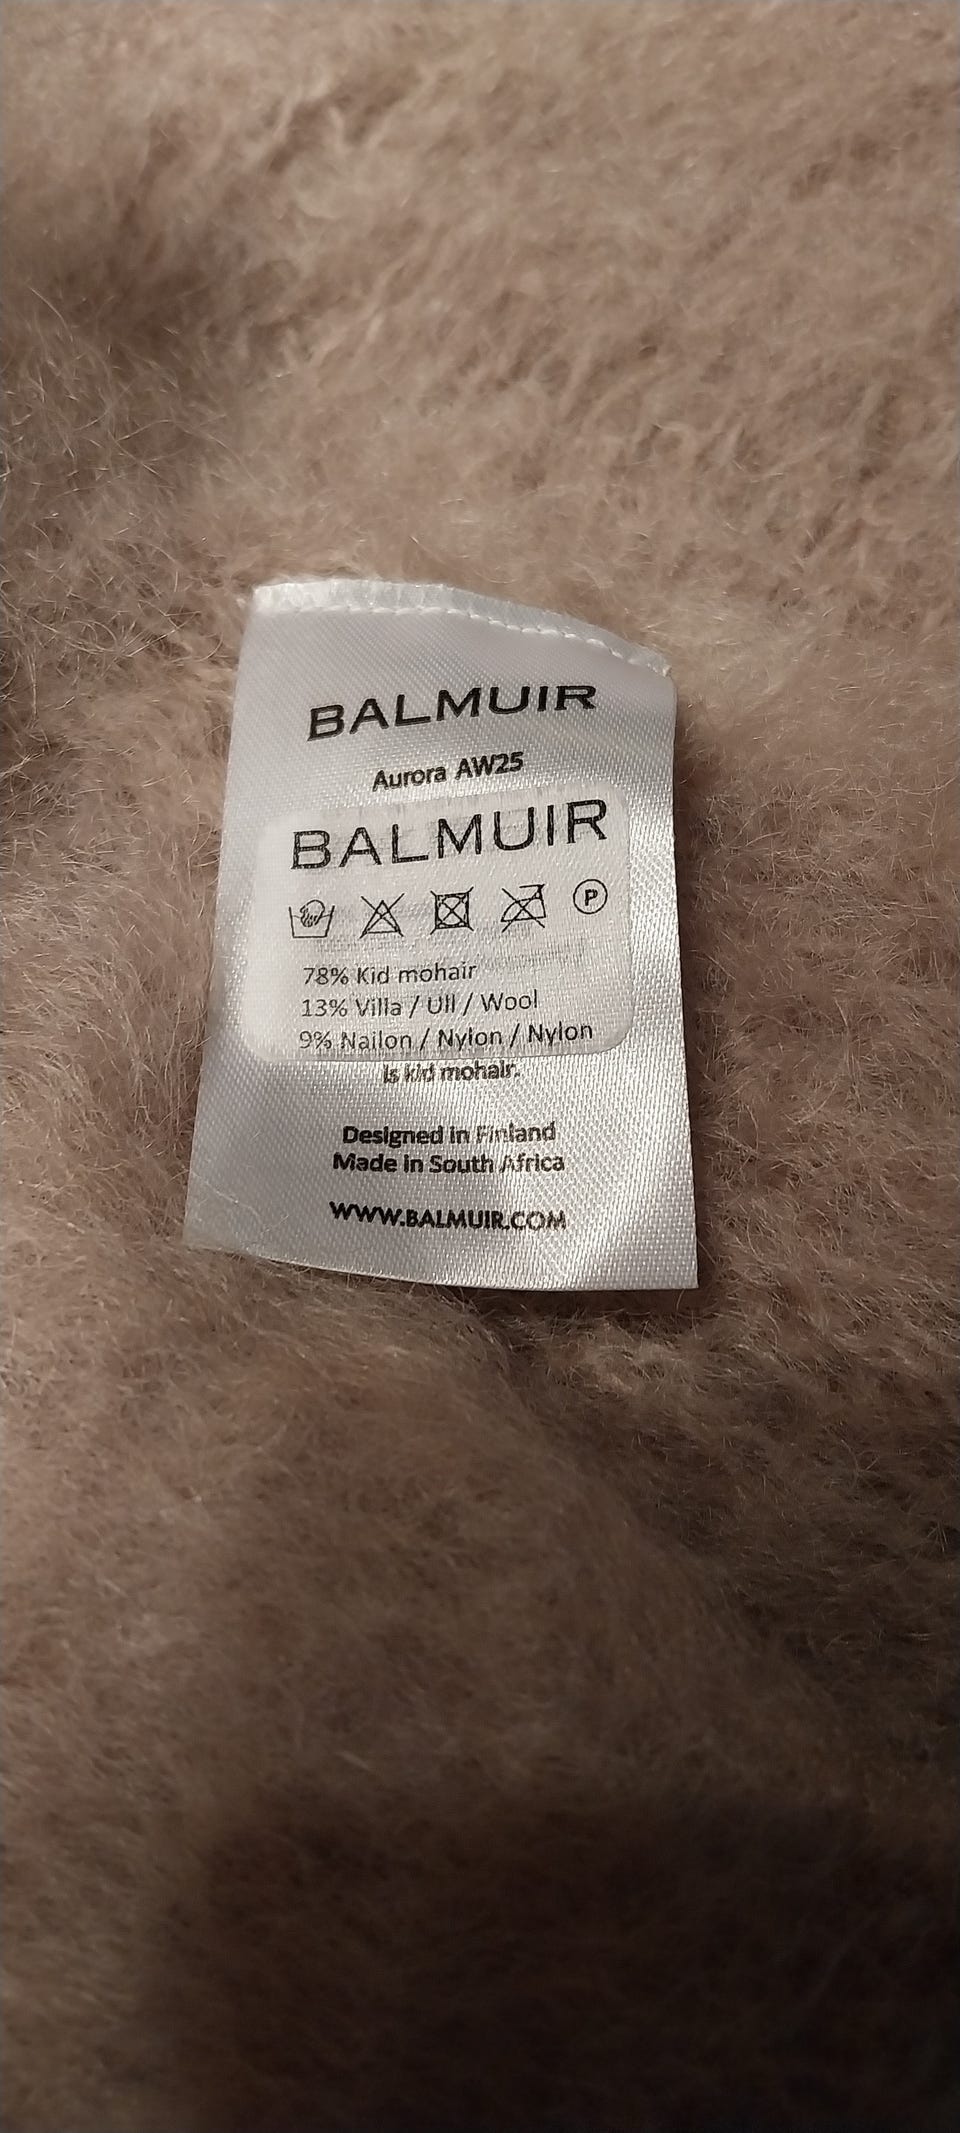 BALMUIR
Aurora AW25
BALMUIR
P
78% Kid mohair
13% Villa / Ull / Wool
9% Nailon / Nylon / Nylon
is kid mohair.
Designed in Finland
Made in South Africa
WWW.BALMUIR.COM